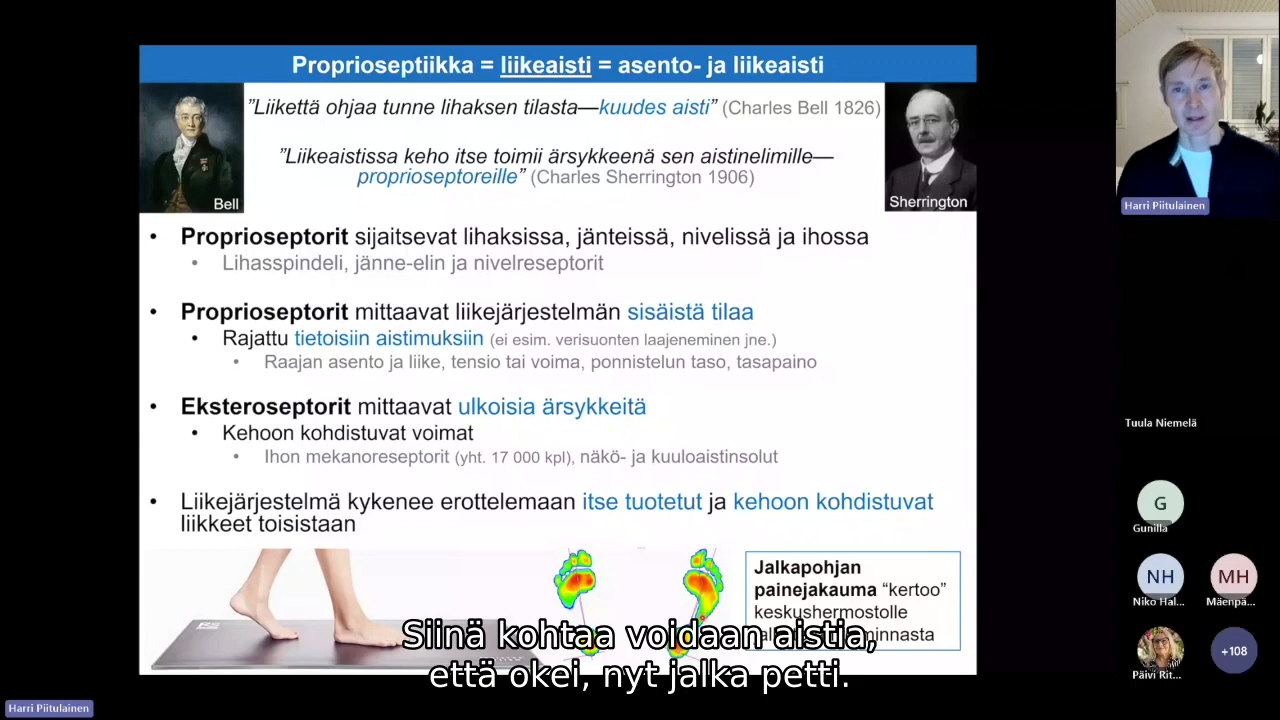 Proprioseptiikka = liikeaisti = asento- ja liikeaisti
”Liikettä ohjaa tunne lihaksen tilasta—kuudes aisti” (Charles Bell 1826)
”Liikeaistissa keho itse toimii ärsykkeenä sen aistinelimille—
proprioseptoreille” (Charles Sherrington 1906)
Bell
Sherrington
• Proprioseptorit sijaitsevat lihaksissa, jänteissä, nivelissä ja ihossa
• Lihasspindeli, jänne-elin ja nivelreseptorit
• Proprioseptorit mittaavat liikejärjestelmän sisäistä tilaa
• Rajattu tietoisiin aistimuksiin (ei esim. verisuonten laajeneminen jne.)
• Raajan asento ja liike, tensio tai voima, ponnistelun taso, tasapaino
• Eksteroseptorit mittaavat ulkoisia ärsykkeitä
• Kehoon kohdistuvat voimat
• Ihon mekanoreseptorit (yht. 17 000 kpl), näkö- ja kuuloaistinsolut
• Liikejärjestelmä kykenee erottelemaan itse tuotetut ja kehoon kohdistuvat
liikkeet toisistaan
Jalkapohjan
painejakauma “kertoo”
keskushermostolle
Siinä kohtaa voidaan aistia,
että okei, nyt jalka petti.
Harri Piitulainen
Harri Piitulainen
Tuula Niemelä
G
Gunilla
NH
Niko Hal...
MH
Mäenpä...
Päivi Rit...
+108